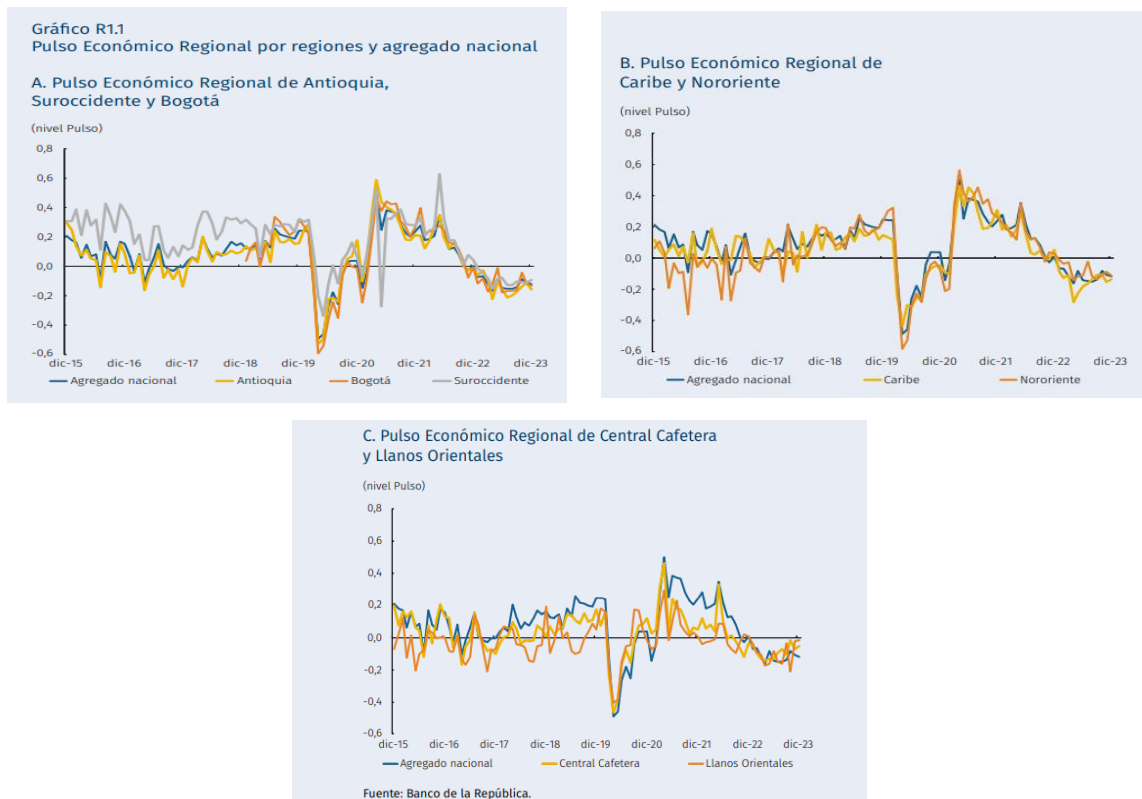 Gráfico R1.1
Pulso Económico Regional por regiones y agregado nacional
A. Pulso Económico Regional de Antioquia,
Suroccidente y Bogotá
(nivel Pulso)
0,8
0,6
0,4
0,2
0,0
-0,2
-0,4
-0,6
dic-15 dic-16 dic-17 dic-18 dic-19 dic-20 dic-21 dic-22 dic-23
Agregado nacional Antioquia Bogotá Suroccidente
B. Pulso Económico Regional de
Caribe y Nororiente
(nivel Pulso)
0,8
0,6
0,4
0,2
0,0
-0,2
-0,4
-0,6
dic-15 dic-16 dic-17 dic-18 dic-19 dic-20 dic-21 dic-22 dic-23
Agregado nacional Caribe Nororiente
C. Pulso Económico Regional de Central Cafetera
y Llanos Orientales
(nivel Pulso)
0,8
0,6
0,4
0,2
0,0
-0,2
-0,4
-0,6
dic-15 dic-16 dic-17 dic-18 dic-19 dic-20 dic-21 dic-22 dic-23
Agregado nacional Central Cafetera Llanos Orientales
Fuente: Banco de la República.